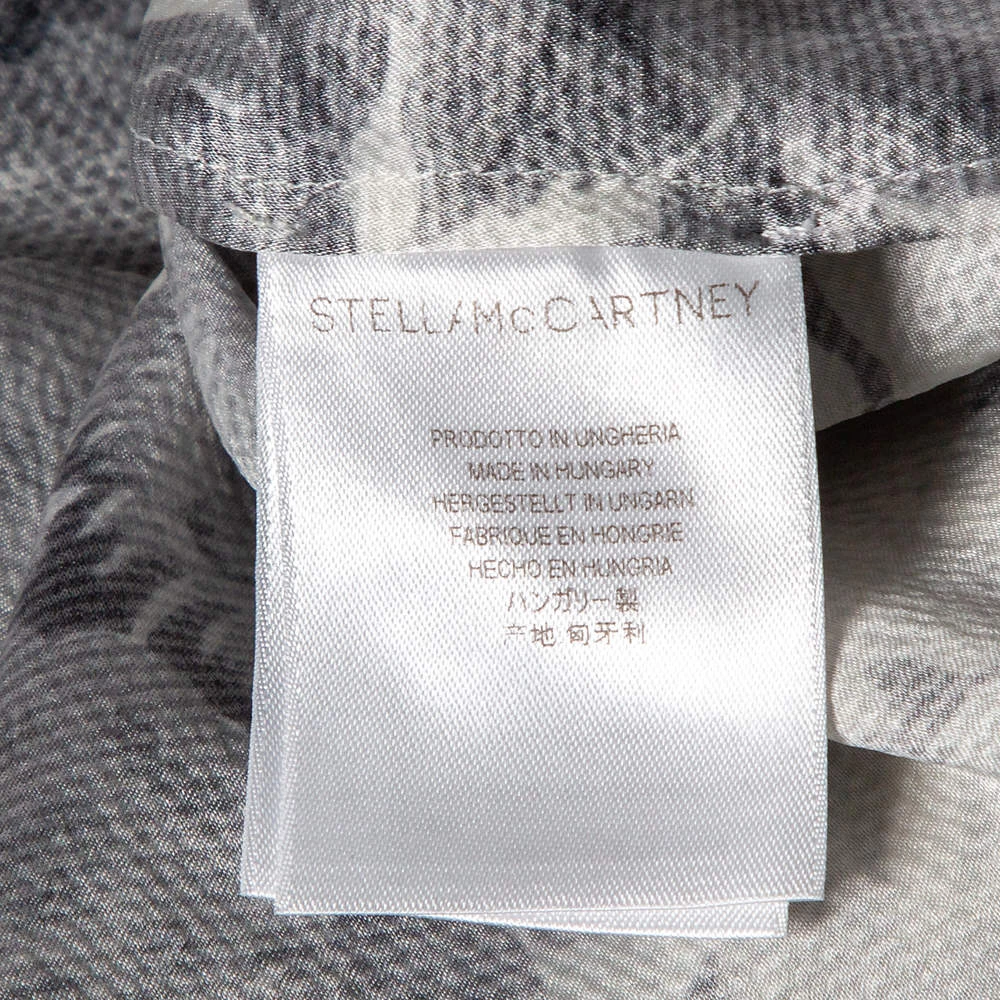 STELLAMcCARTNEY
PRODOTTO IN UNGHERIA
MADE IN HUNGARY
HERGESTELLT IN UNGARN
FABRIQUE EN HONGRIE
HECHO EN HUNGRIA
ハンガリー製
产地 匈牙利